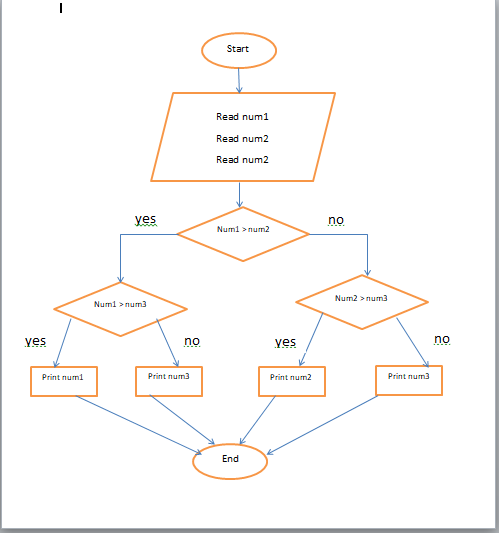 Start
Read num1
Read num2
Read num2
yes
no
Num1 > num2
Num1 > num3
Num2 > num3
yes
no
yes
no
Print num1
Print num3
Print num2
Print num3
End